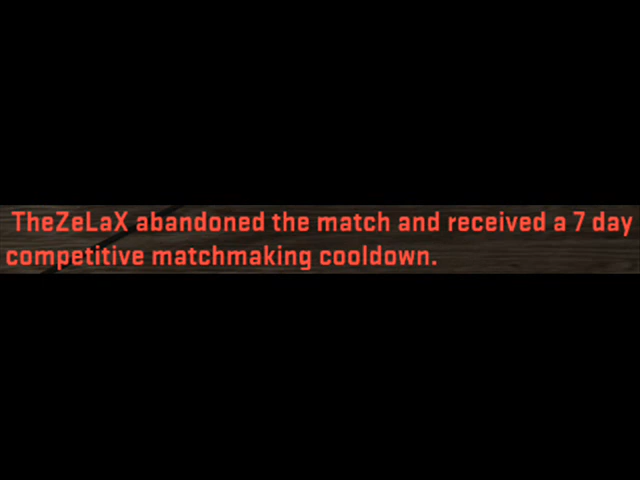 TheZeLaX abandoned the match and received a 7 day
competitive matchmaking cooldown.